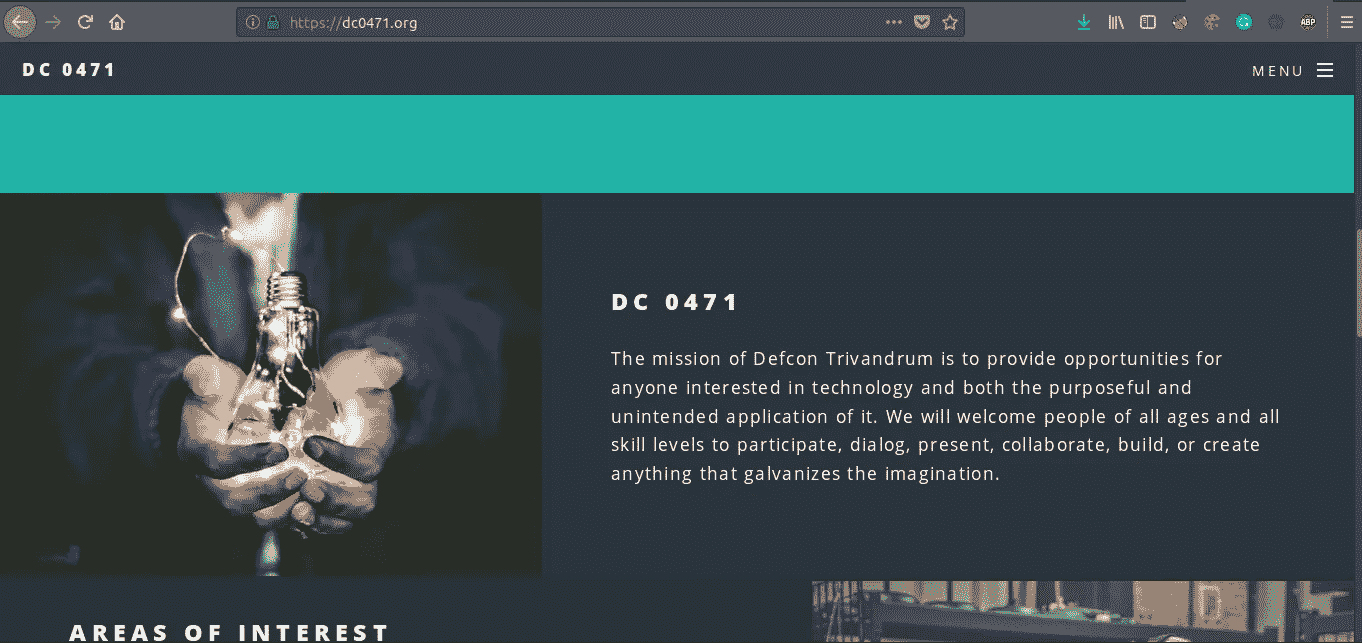 https://dc0471.org
ABP
DC 0471
MENU
DC 0471
The mission of Defcon Trivandrum is to provide opportunities for
anyone interested in technology and both the purposeful and
unintended application of it. We will welcome people of all ages and all
skill levels to participate, dialog, present, collaborate, build, or create
anything that galvanizes the imagination.
AREAS OF INTEREST